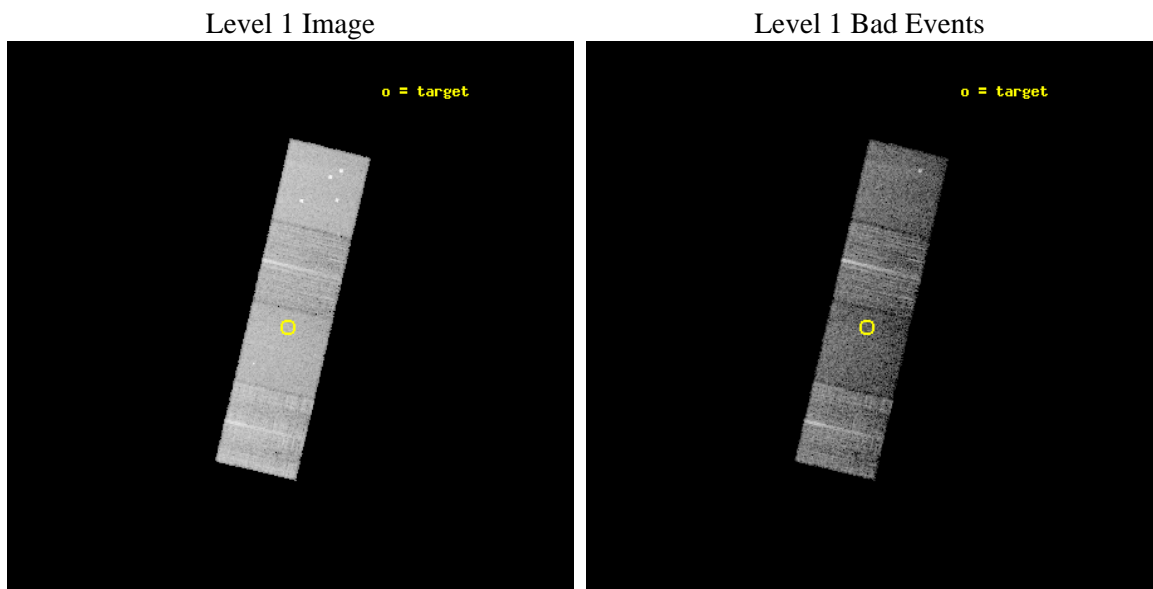 Level 1 Image
Level 1 Bad Events
o = target
o = target